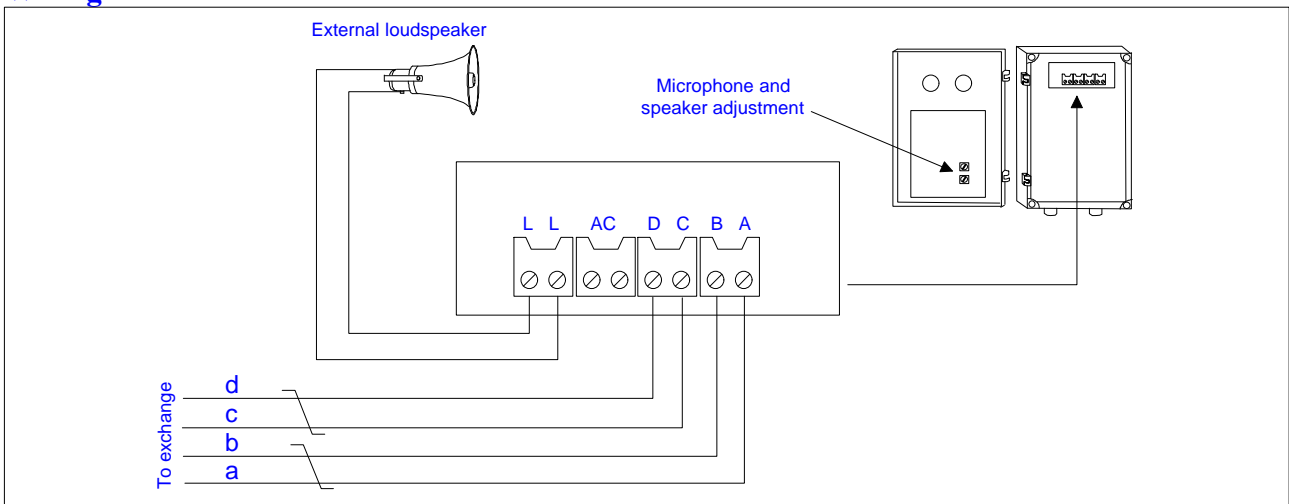 External loudspeaker
Microphone and
speaker adjustment
L L AC D C B A
To exchange
d
c
b
a